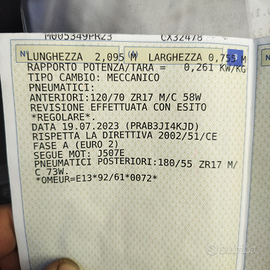 M005349PR23 CX32478
N LUNGHEZZA 2,095 M LARGHEZZA 0,755 M
RAPPORTO POTENZA/TARA = 0,261 KW/KG
TIPO CAMBIO: MECCANICO
PNEUMATICI:
ANTERIORI:120/70 ZR17 M/C 58W
REVISIONE EFFETTUATA CON ESITO
*REGOLARE*.
DATA 19.07.2023 (PRAB3JI4KJD)
RISPETTA LA DIRETTIVA 2002/51/CE
FASE A (EURO 2)
SEGUE MOT: J507E
PNEUMATICI POSTERIORI:180/55 ZR17 M/
C 73W.
*OMEUR=E13*92/61*0072*
subito